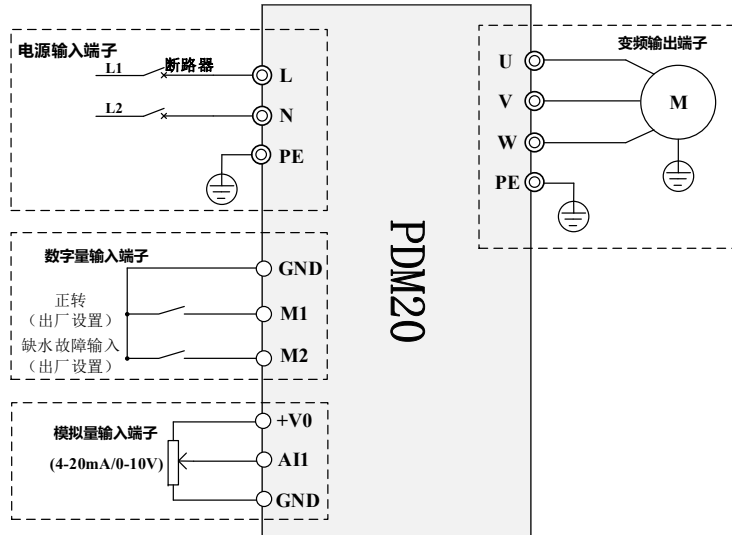 电源输入端子
L1
断路器
L
L2
N
PE
数字量输入端子
GND
正转
（出厂设置）
M1
缺水故障输入
（出厂设置）
M2
模拟量输入端子
(4-20mA/0-10V)
+V0
AI1
GND
PDM20
变频输出端子
U
V
W
PE
M